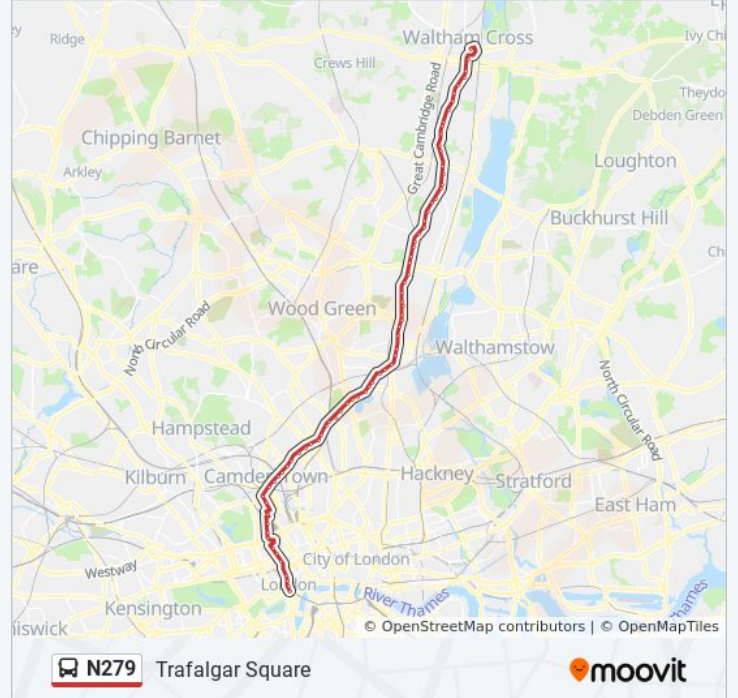 Waltham Cross
Ridge
Ivy Chi
Crews Hill
Theydo
Great Cambridge Road
Debden Green
Chipping Barnet
Loughton
Arkley
Buckhurst Hill
are
Ch
Wood Green
North Circular Road
Walthamstow
North Circular Road
Hampstead
Kilburn
Camden Town
Hackney
Stratford
East Ham
Westway
City of London
London
River Thames
Thames
Kensington
iswick
© OpenStreetMap contributors | © OpenMapTiles
N279 Trafalgar Square
moovit